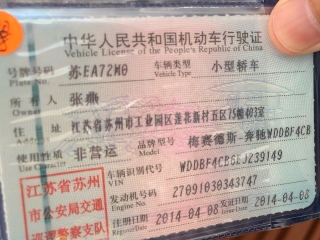 中华人民共和国机动车行驶证
Vehicle License of the People's Republic of China
号牌号码 苏EA72M0 车辆类型 小型轿车
Plate No. Vehicle Type
所有人 张燕
Owner
住址 江苏省苏州市工业园区莲花新村五区75幢403室
使用性质 非营运 品牌型号 梅赛德斯-奔驰WDDBF4CB
江苏省苏州 车辆识别代号
VIN
市公安局交通 发动机号码 27091030343747
Engine No.
巡逻警察支队 注册日期 2014-04-08 发证日期 2014-04-08
Register Date Issue Date